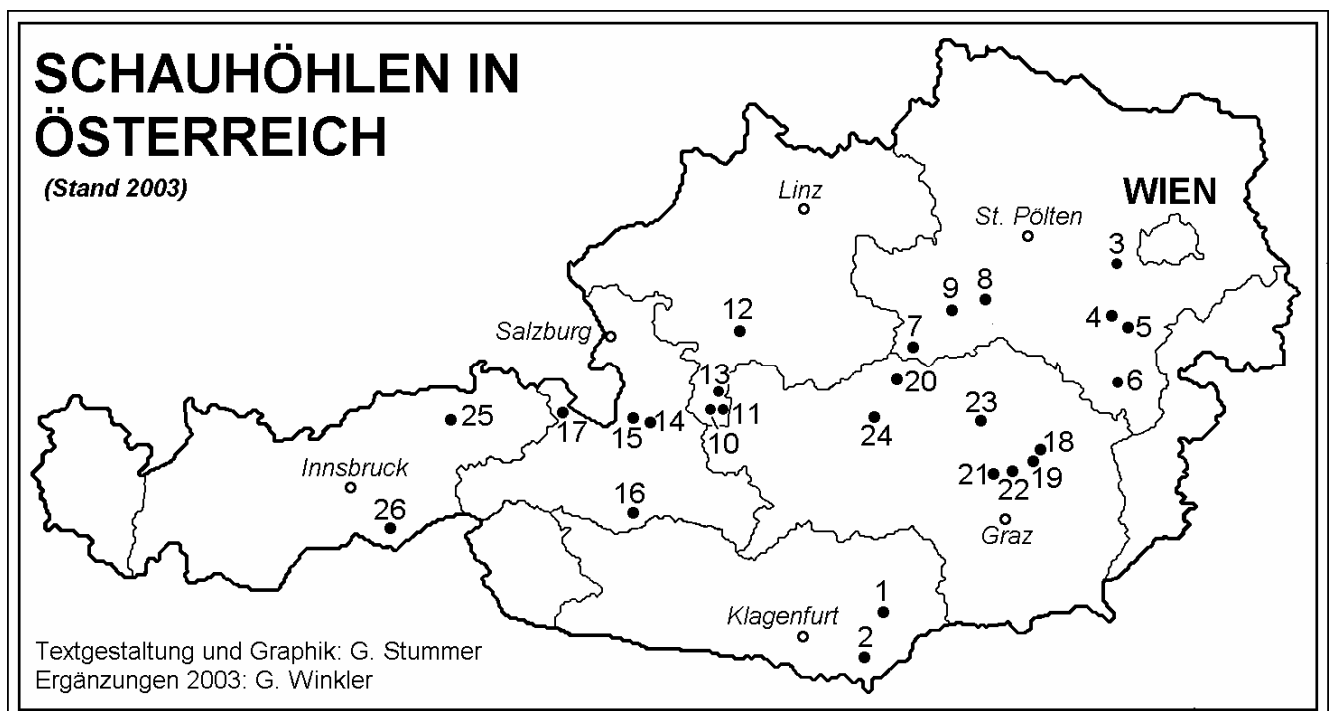 SCHAUHÖHLEN IN
ÖSTERREICH
(Stand 2003)
Linz
WIEN
St. Pölten
3
8
9
4
5
12
7
Salzburg
6
13
20
23
25
17
15
14
11
10
24
18
19
Innsbruck
21
22
16
26
Graz
1
Klagenfurt
2
Textgestaltung und Graphik: G. Stummer
Ergänzungen 2003: G. Winkler